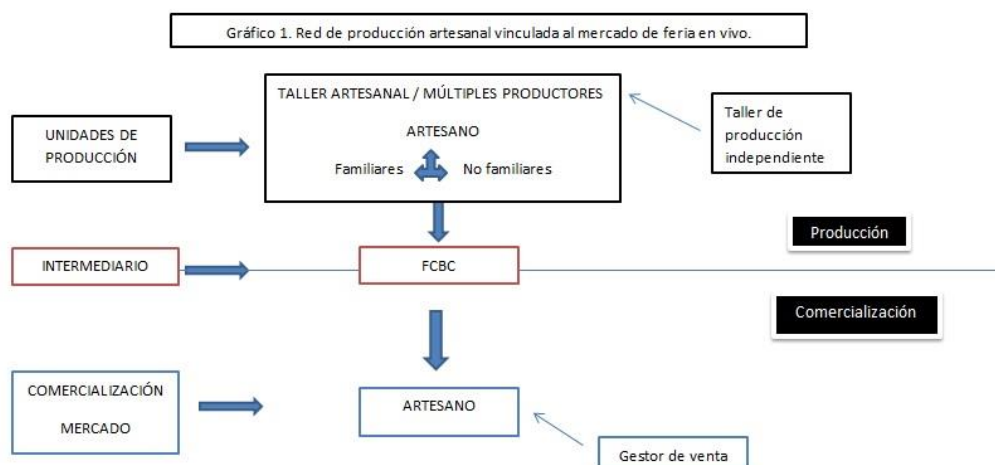 Gráfico 1. Red de producción artesanal vinculada al mercado de feria en vivo.
TALLER ARTESANAL / MÚLTIPLES PRODUCTORES
ARTESANO
Familiares No familiares
UNIDADES DE
PRODUCCIÓN
Taller de
producción
independiente
Producción
INTERMEDIARIO
FCBC
Comercialización
COMERCIALIZACIÓN
MERCADO
ARTESANO
Gestor de venta